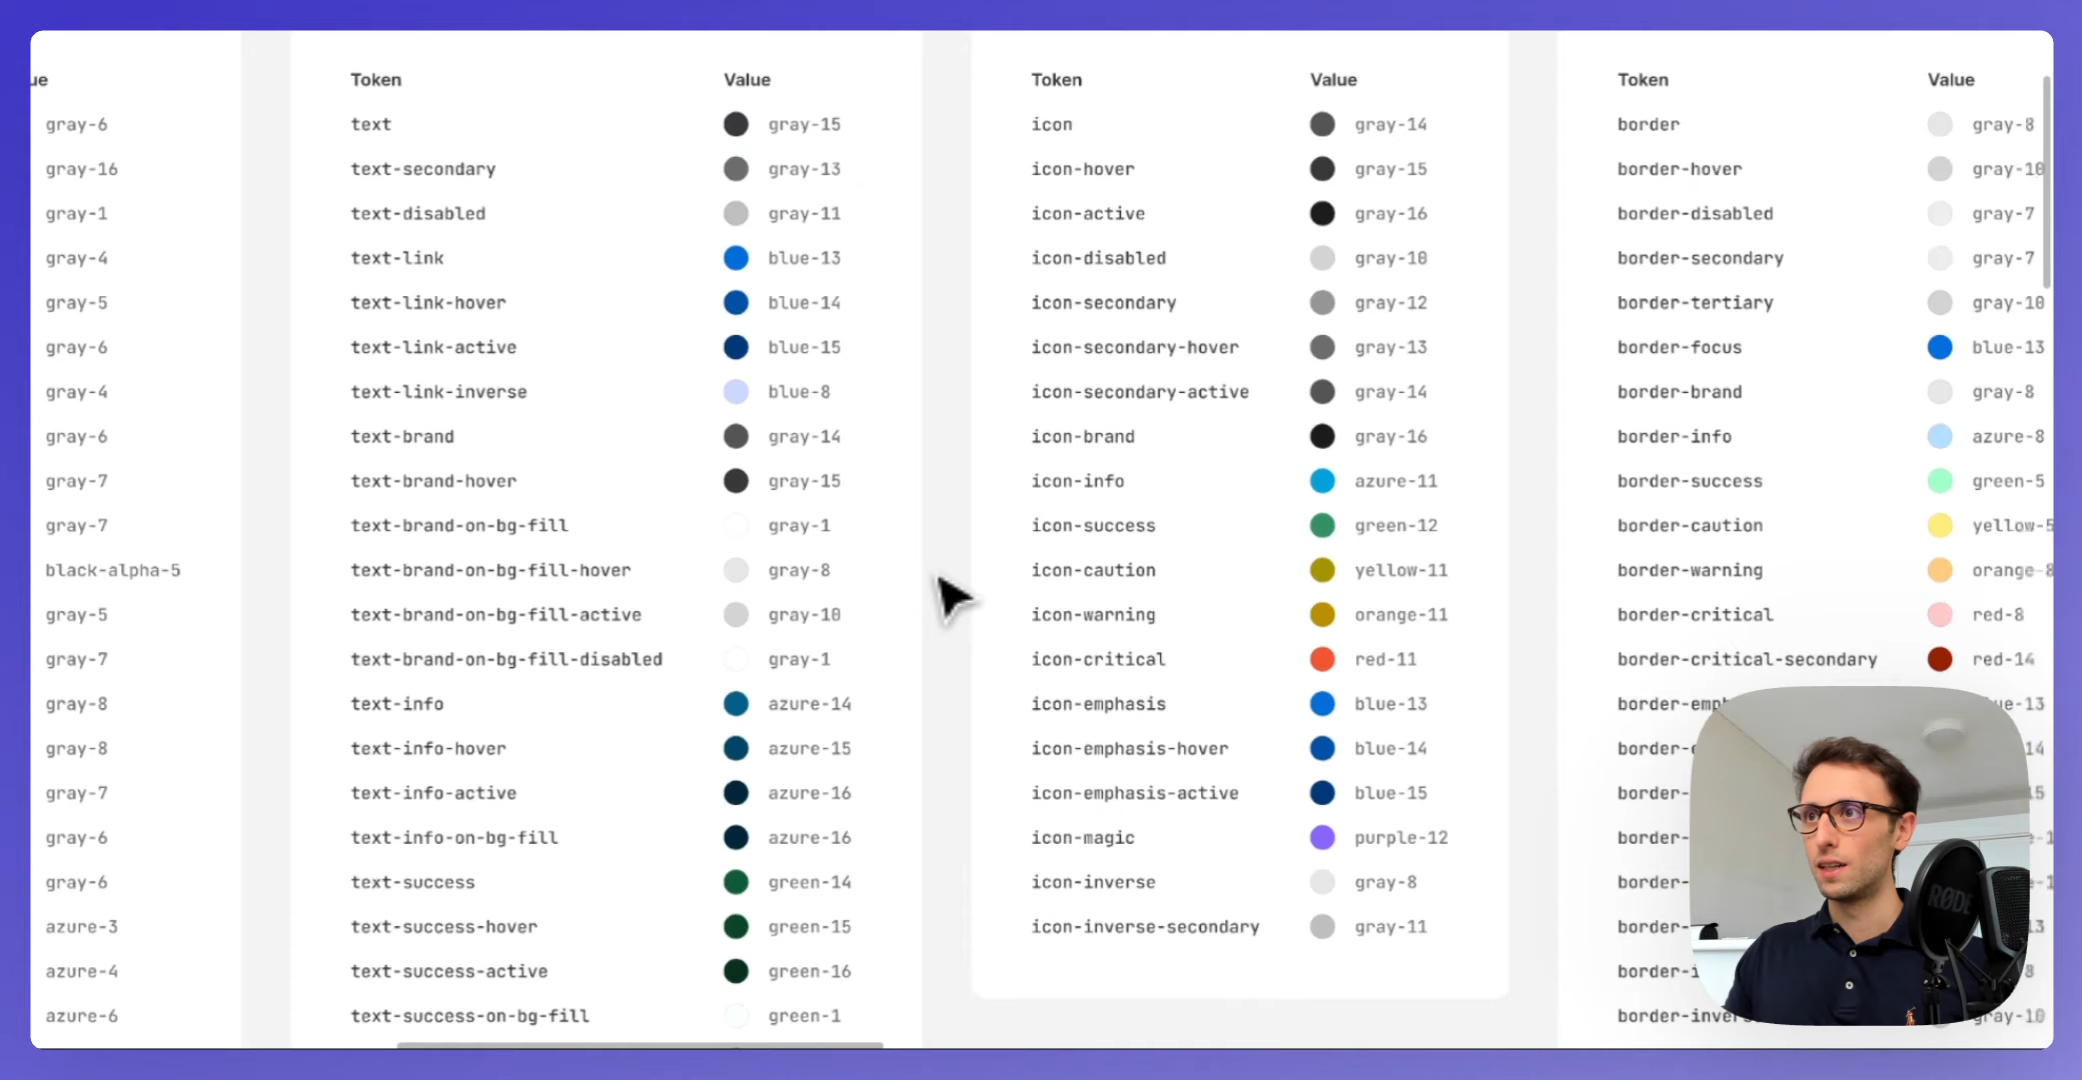 gray-6
gray-16
gray-1
gray-4
gray-5
gray-6
gray-4
gray-6
gray-7
gray-7
black-alpha-5
gray-5
gray-7
gray-8
gray-8
gray-7
gray-6
gray-6
azure-3
azure-4
azure-6
Token Value
text gray-15
text-secondary gray-13
text-disabled gray-11
text-link blue-13
text-link-hover blue-14
text-link-active blue-15
text-link-inverse blue-8
text-brand gray-14
text-brand-hover gray-15
text-brand-on-bg-fill gray-1
text-brand-on-bg-fill-hover gray-8
text-brand-on-bg-fill-active gray-10
text-brand-on-bg-fill-disabled gray-1
text-info azure-14
text-info-hover azure-15
text-info-active azure-16
text-info-on-bg-fill azure-16
text-success green-14
text-success-hover green-15
text-success-active green-16
text-success-on-bg-fill green-1
Token Value
icon gray-14
icon-hover gray-15
icon-active gray-16
icon-disabled gray-10
icon-secondary gray-12
icon-secondary-hover gray-13
icon-secondary-active gray-14
icon-brand gray-16
icon-info azure-11
icon-success green-12
icon-caution yellow-11
icon-warning orange-11
icon-critical red-11
icon-emphasis blue-13
icon-emphasis-hover blue-14
icon-emphasis-active blue-15
icon-magic purple-12
icon-inverse gray-8
icon-inverse-secondary gray-11
Token Value
border gray-8
border-hover gray-10
border-disabled gray-7
border-secondary gray-7
border-tertiary gray-10
border-focus blue-13
border-brand gray-8
border-info azure-8
border-success green-5
border-caution yellow-5
border-warning orange-8
border-critical red-8
border-critical-secondary red-14
RØDE